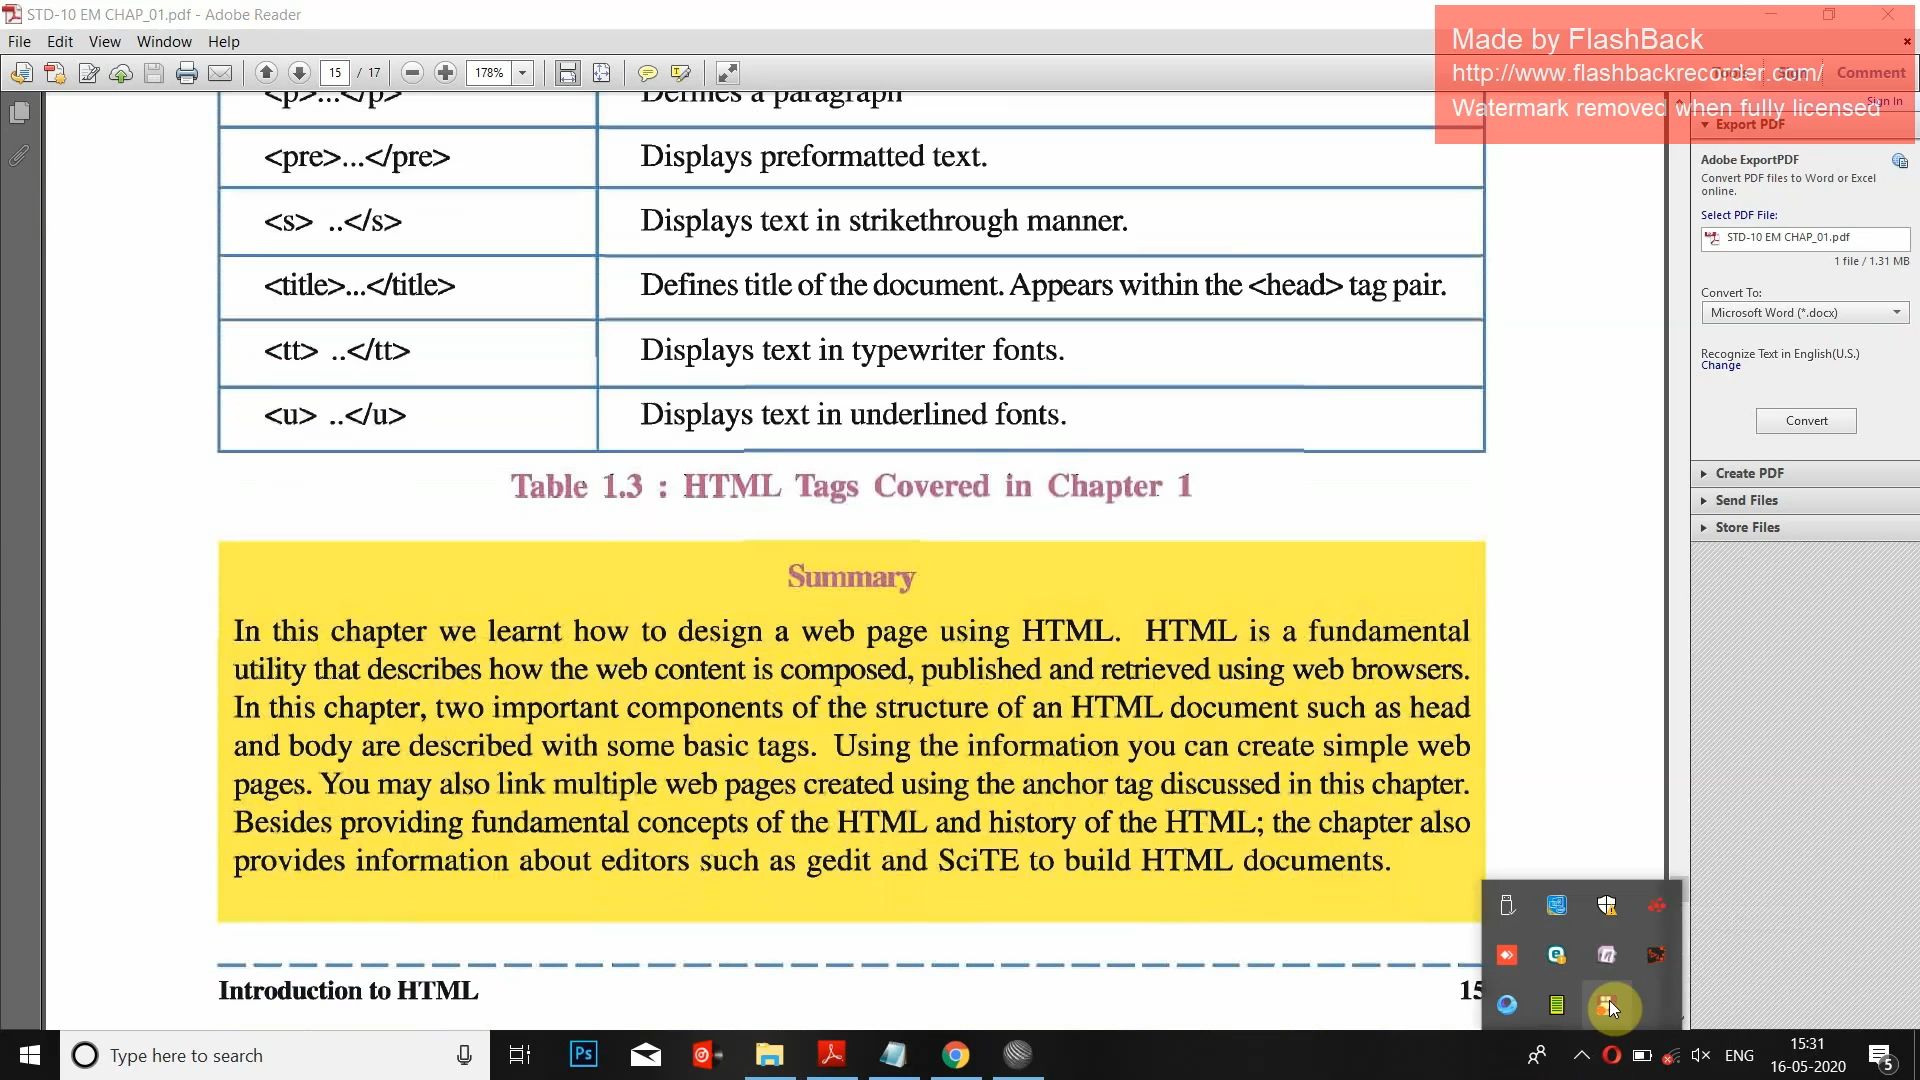 STD-10 EM CHAP_01.pdf - Adobe Reader
File Edit View Window Help
15 / 17 178%
Comment
Sign In
Made by FlashBack
http://www.flashbackrecorder.com/
Watermark removed when fully licensed
<p>...</p> Defines a paragraph
<pre>...</pre> Displays preformatted text.
<s> ..</s> Displays text in strikethrough manner.
<title>...</title> Defines title of the document. Appears within the <head> tag pair.
<tt> ..</tt> Displays text in typewriter fonts.
<u> ..</u> Displays text in underlined fonts.
Table 1.3 : HTML Tags Covered in Chapter 1
Summary
In this chapter we learnt how to design a web page using HTML. HTML is a fundamental
utility that describes how the web content is composed, published and retrieved using web browsers.
In this chapter, two important components of the structure of an HTML document such as head
and body are described with some basic tags. Using the information you can create simple web
pages. You may also link multiple web pages created using the anchor tag discussed in this chapter.
Besides providing fundamental concepts of the HTML and history of the HTML; the chapter also
provides information about editors such as gedit and SciTE to build HTML documents.
Introduction to HTML 15
Export PDF
Adobe ExportPDF
Convert PDF files to Word or Excel
online.
Select PDF File:
STD-10 EM CHAP_01.pdf
1 file / 1.31 MB
Convert To:
Microsoft Word (*.docx)
Recognize Text in English(U.S.)
Change
Convert
Create PDF
Send Files
Store Files
Type here to search
Ps
ENG
15:31
16-05-2020
5